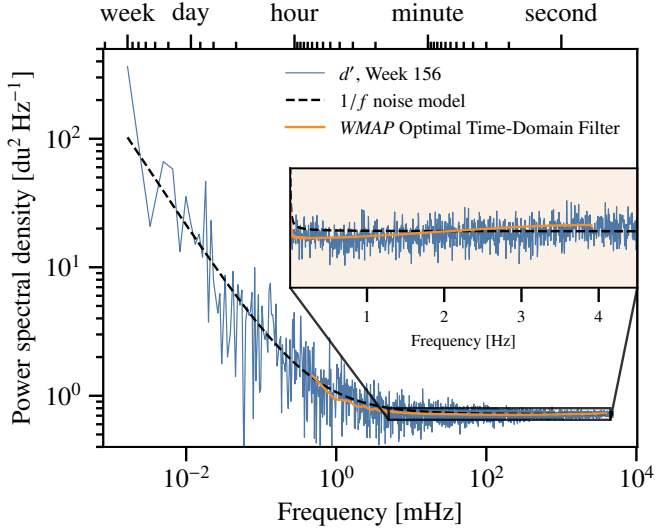 week day hour minute second
d′, Week 156
1/f noise model
WMAP Optimal Time-Domain Filter
Power spectral density [du² Hz⁻¹]
10²
10¹
10⁰
1 2 3 4
Frequency [Hz]
10⁻² 10⁰ 10² 10⁴
Frequency [mHz]